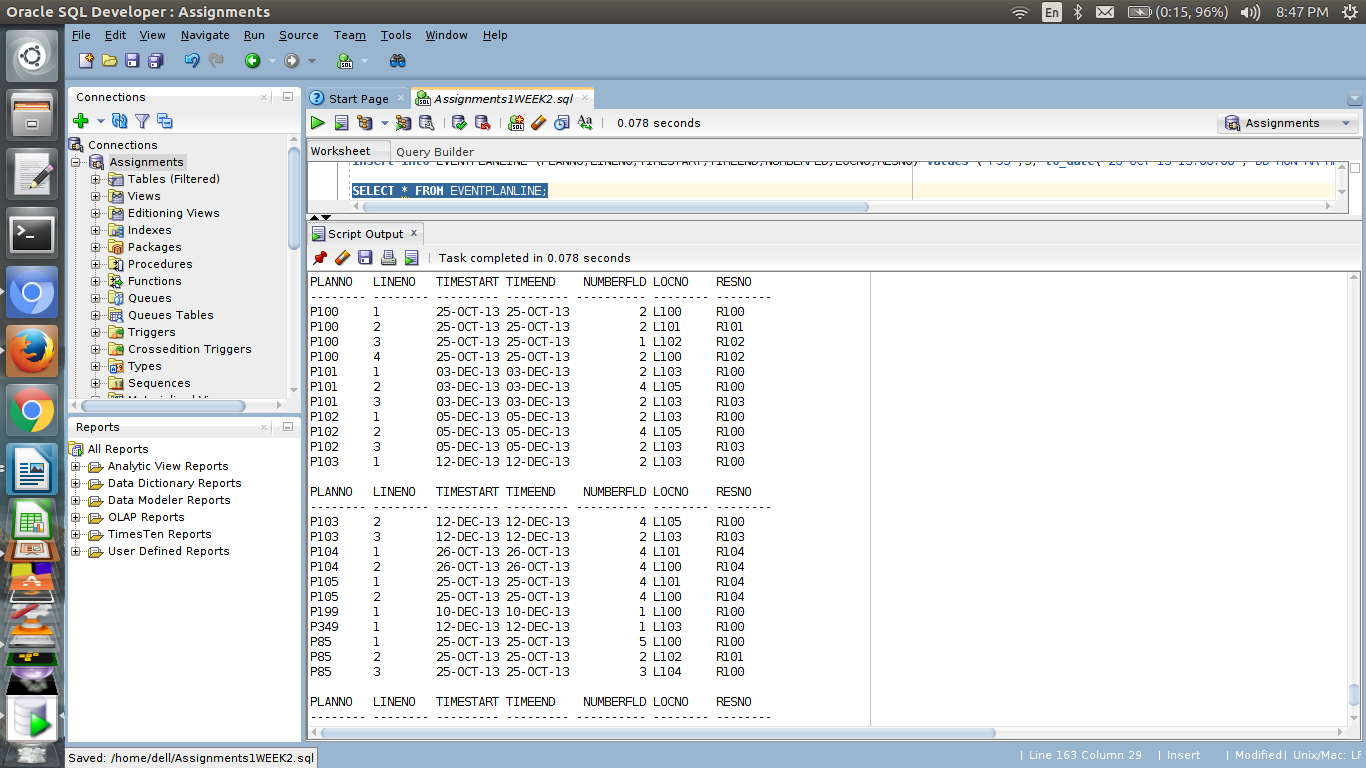 Oracle SQL Developer : Assignments
En
(0:15, 96%)
8:47 PM
File Edit View Navigate Run Source Team Tools Window Help
Connections
Connections
Assignments
Tables (Filtered)
Views
Editioning Views
Indexes
Packages
Procedures
Functions
Queues
Queues Tables
Triggers
Crossedition Triggers
Types
Sequences
Reports
All Reports
Analytic View Reports
Data Dictionary Reports
Data Modeler Reports
OLAP Reports
TimesTen Reports
User Defined Reports
Start Page
Assignments1WEEK2.sql
0.078 seconds
Assignments
Worksheet Query Builder
SELECT * FROM EVENTPLANLINE;
Script Output
Task completed in 0.078 seconds
PLANNO LINENO TIMESTART TIMEEND NUMBERFLD LOCNO RESNO
-------- -------- --------- --------- ---------- -------- --------
P100 1 25-OCT-13 25-OCT-13 2 L100 R100
P100 2 25-OCT-13 25-OCT-13 2 L101 R101
P100 3 25-OCT-13 25-OCT-13 1 L102 R102
P100 4 25-OCT-13 25-OCT-13 2 L100 R102
P101 1 03-DEC-13 03-DEC-13 2 L103 R100
P101 2 03-DEC-13 03-DEC-13 4 L105 R100
P101 3 03-DEC-13 03-DEC-13 2 L103 R103
P102 1 05-DEC-13 05-DEC-13 2 L103 R100
P102 2 05-DEC-13 05-DEC-13 4 L105 R100
P102 3 05-DEC-13 05-DEC-13 2 L103 R103
P103 1 12-DEC-13 12-DEC-13 2 L103 R100
PLANNO LINENO TIMESTART TIMEEND NUMBERFLD LOCNO RESNO
-------- -------- --------- --------- ---------- -------- --------
P103 2 12-DEC-13 12-DEC-13 4 L105 R100
P103 3 12-DEC-13 12-DEC-13 2 L103 R103
P104 1 26-OCT-13 26-OCT-13 4 L101 R104
P104 2 26-OCT-13 26-OCT-13 4 L100 R104
P105 1 25-OCT-13 25-OCT-13 4 L101 R104
P105 2 25-OCT-13 25-OCT-13 4 L100 R104
P199 1 10-DEC-13 10-DEC-13 1 L100 R100
P349 1 12-DEC-13 12-DEC-13 1 L103 R100
P85 1 25-OCT-13 25-OCT-13 5 L100 R100
P85 2 25-OCT-13 25-OCT-13 2 L102 R101
P85 3 25-OCT-13 25-OCT-13 3 L104 R100
PLANNO LINENO TIMESTART TIMEEND NUMBERFLD LOCNO RESNO
-------- -------- --------- --------- ---------- -------- --------
Saved: /home/dell/Assignments1WEEK2.sql
Line 163 Column 29 | Insert | Modified | Unix/Mac: LF